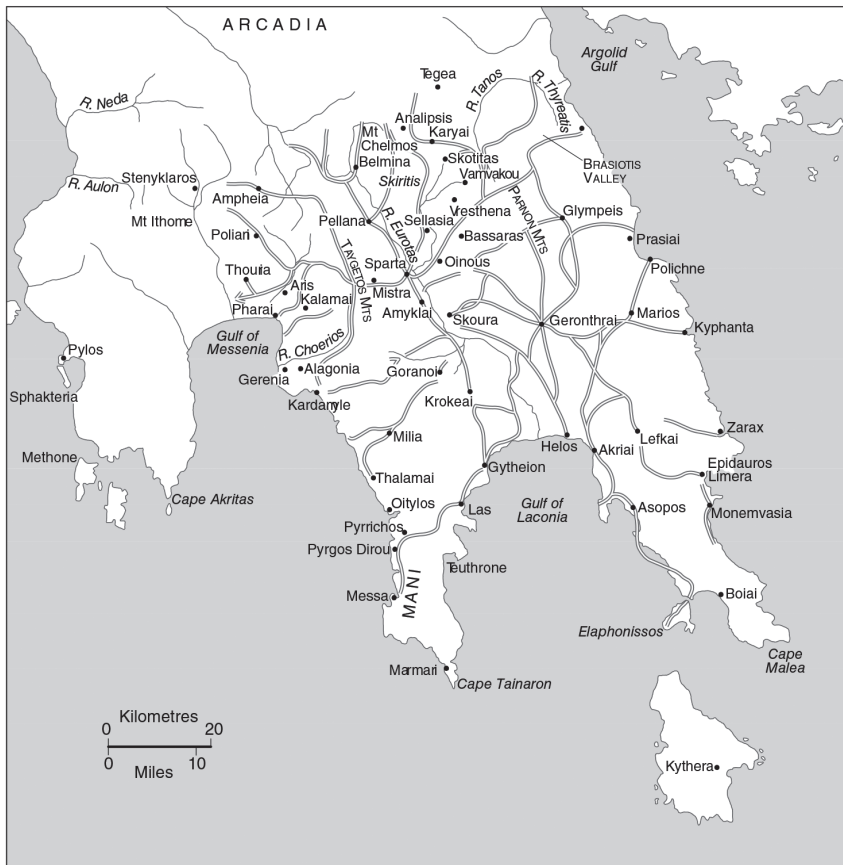 ARCADIA
Argolid
Gulf
Tegea
R. Tanos
R. Thyreatis
R. Neda
Analipsis
Karyai
Mt
Chelmos
Belmina
Skotitas
Vamvakou
BRASIOTIS
VALLEY
Stenyklaros
R. Aulon
Skiritis
Ampheia
Mt Ithome
Vresthena
PARNON MTS
Glympeis
Pellana
R. Eurotas
Sellasia
Poliani
Bassaras
Prasiai
TAYGETOS MTS
Sparta
Oinous
Polichne
Thouria
Mistra
Aris
Kalamai
Amyklai
Pharai
Skoura
Geronthrai
Marios
Kyphanta
Gulf of
Messenia
R. Choerios
Pylos
Gerenia
Alagonia
Goranoi
Sphakteria
Kardamyle
Krokeai
Milia
Helos
Akriai
Lefkai
Zarax
Methone
Gytheion
Epidauros
Limera
Thalamai
Cape Akritas
Oitylos
Las
Gulf of
Laconia
Asopos
Monemvasia
Pyrrichos
Pyrgos Dirou
Teuthrone
MANI
Messa
Boiai
Elaphonissos
Cape
Malea
Marmari
Cape Tainaron
Kilometres
0 20
0 10
Miles
Kythera